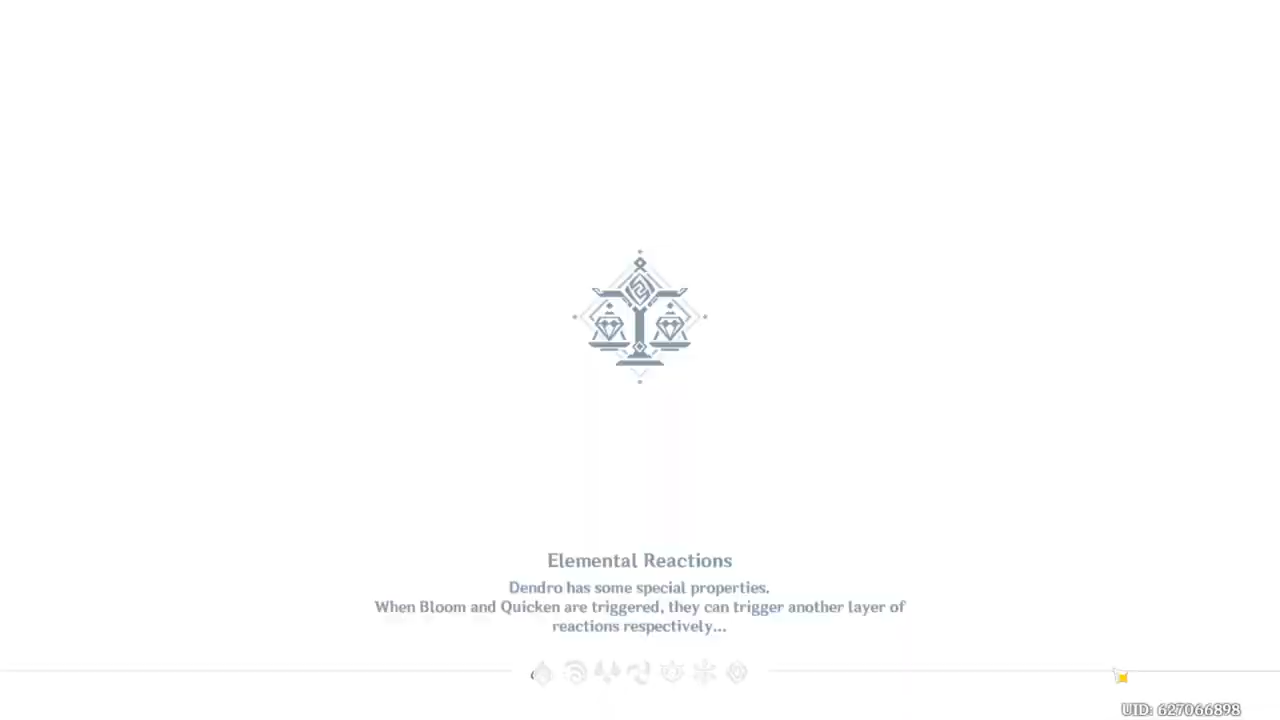 Elemental Reactions
Dendro has some special properties.
When Bloom and Quicken are triggered, they can trigger another layer of
reactions respectively...
UID: 627066898